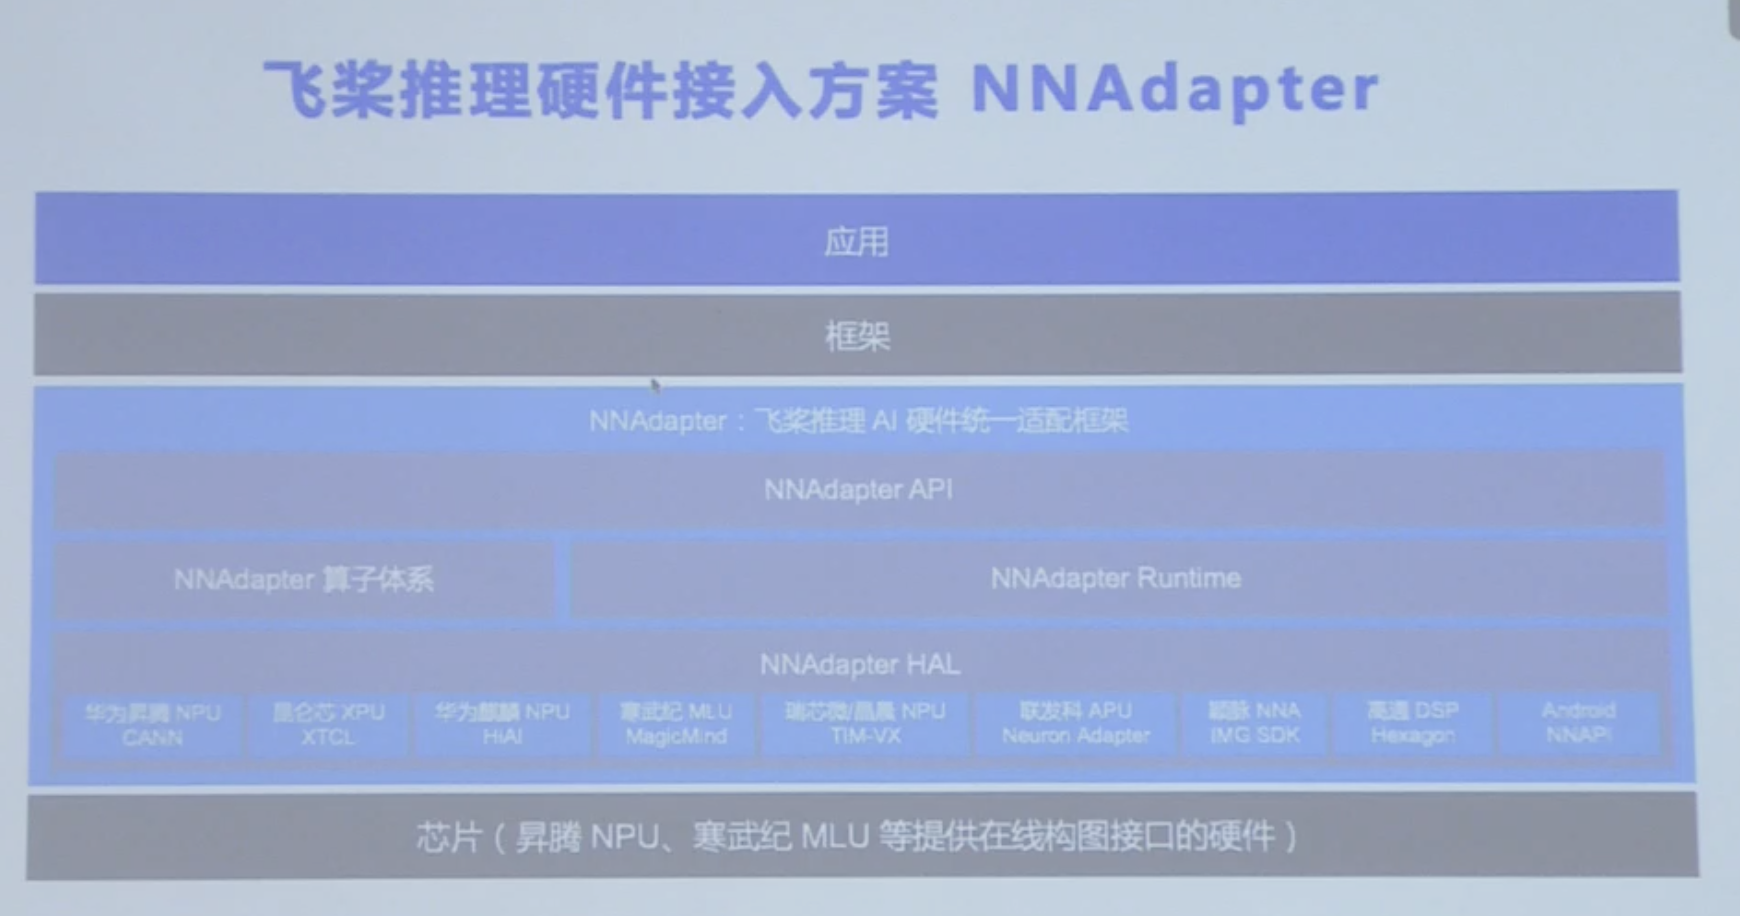 飞桨推理硬件接入方案 NNAdapter
应用
框架
NNAdapter：飞桨推理 AI 硬件统一适配框架
NNAdapter API
NNAdapter 算子体系
NNAdapter Runtime
NNAdapter HAL
华为昇腾 NPU
CANN
昆仑芯 XPU
XTCL
华为麒麟 NPU
HiAI
寒武纪 MLU
MagicMind
瑞芯微/晶晨 NPU
TIM-VX
联发科 APU
Neuron Adapter
颖脉 NNA
IMG SDK
高通 DSP
Hexagon
Android
NNAPI
芯片（昇腾 NPU、寒武纪 MLU 等提供在线构图接口的硬件）